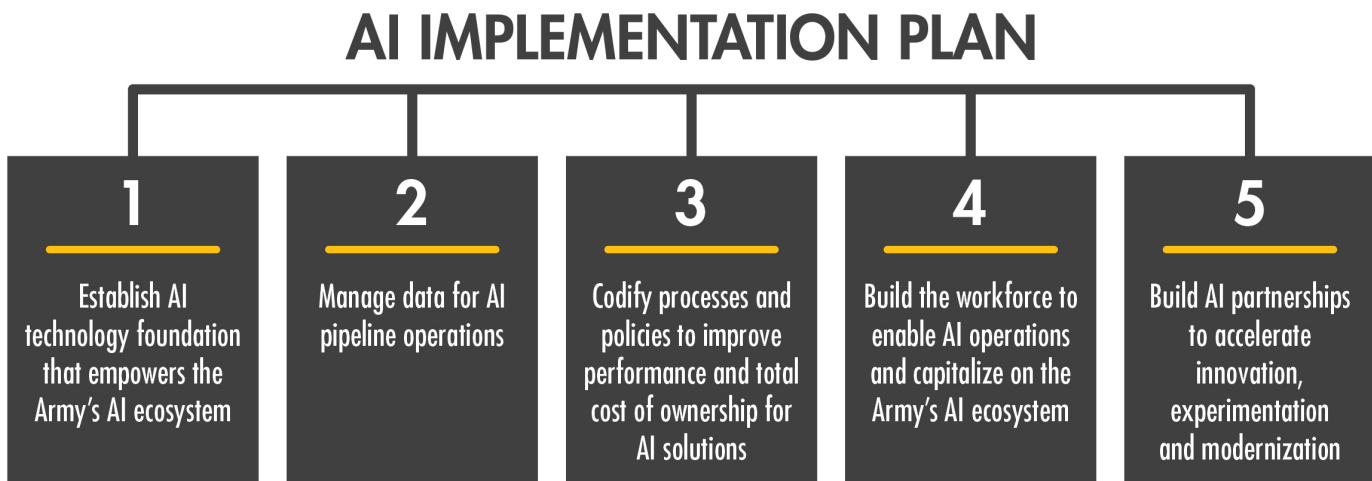 AI IMPLEMENTATION PLAN
1
Establish AI
technology foundation
that empowers the
Army’s AI ecosystem
2
Manage data for AI
pipeline operations
3
Codify processes and
policies to improve
performance and total
cost of ownership for
AI solutions
4
Build the workforce to
enable AI operations
and capitalize on the
Army’s AI ecosystem
5
Build AI partnerships
to accelerate
innovation,
experimentation
and modernization